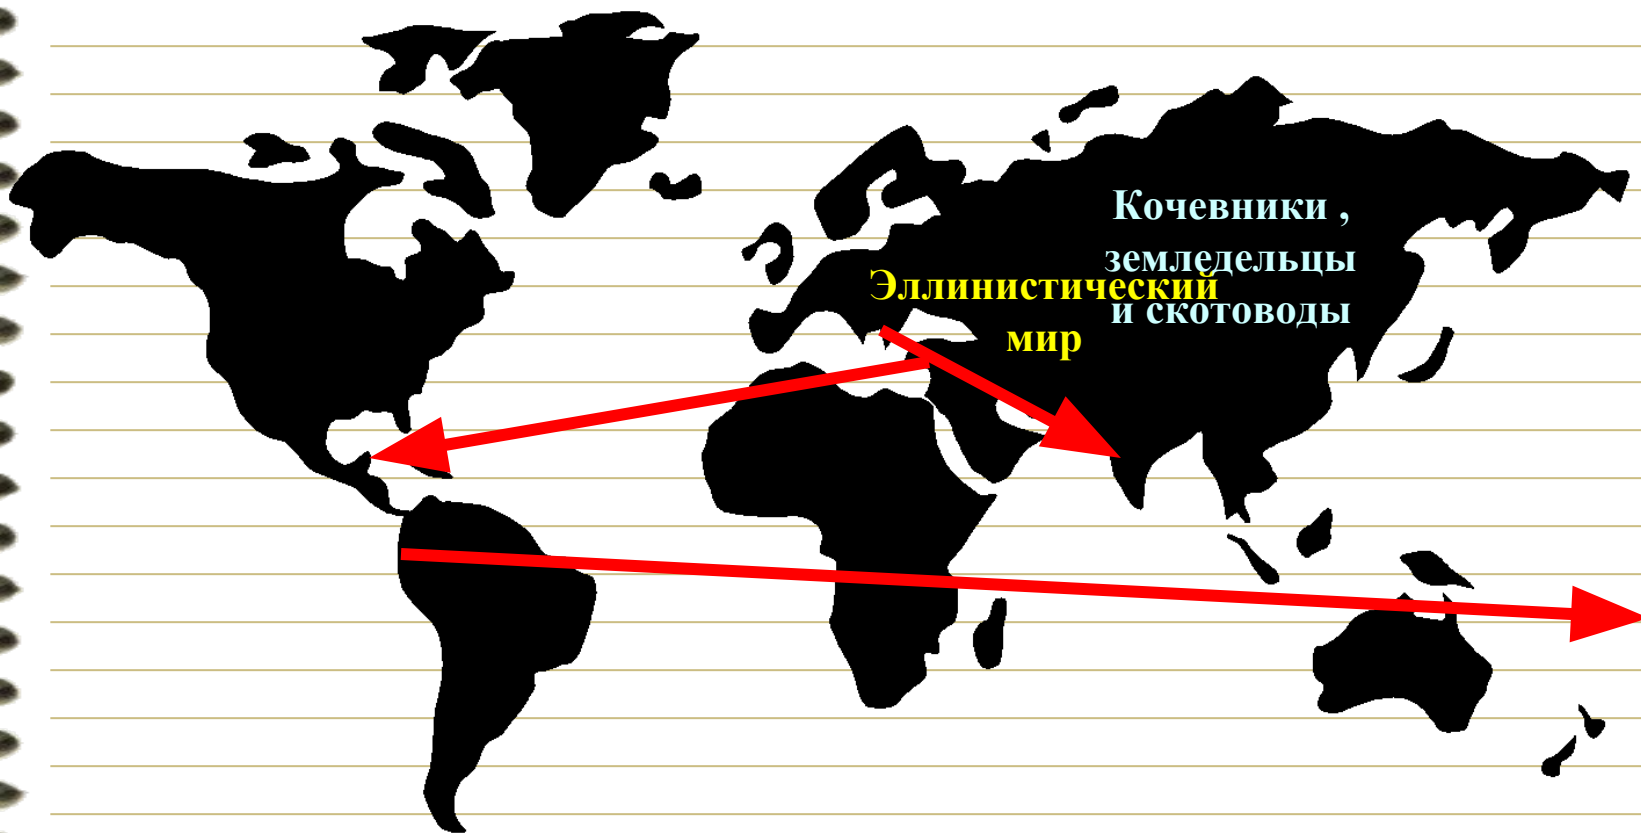 Кочевники ,
земледельцы
и скотоводы
Эллинистический
мир